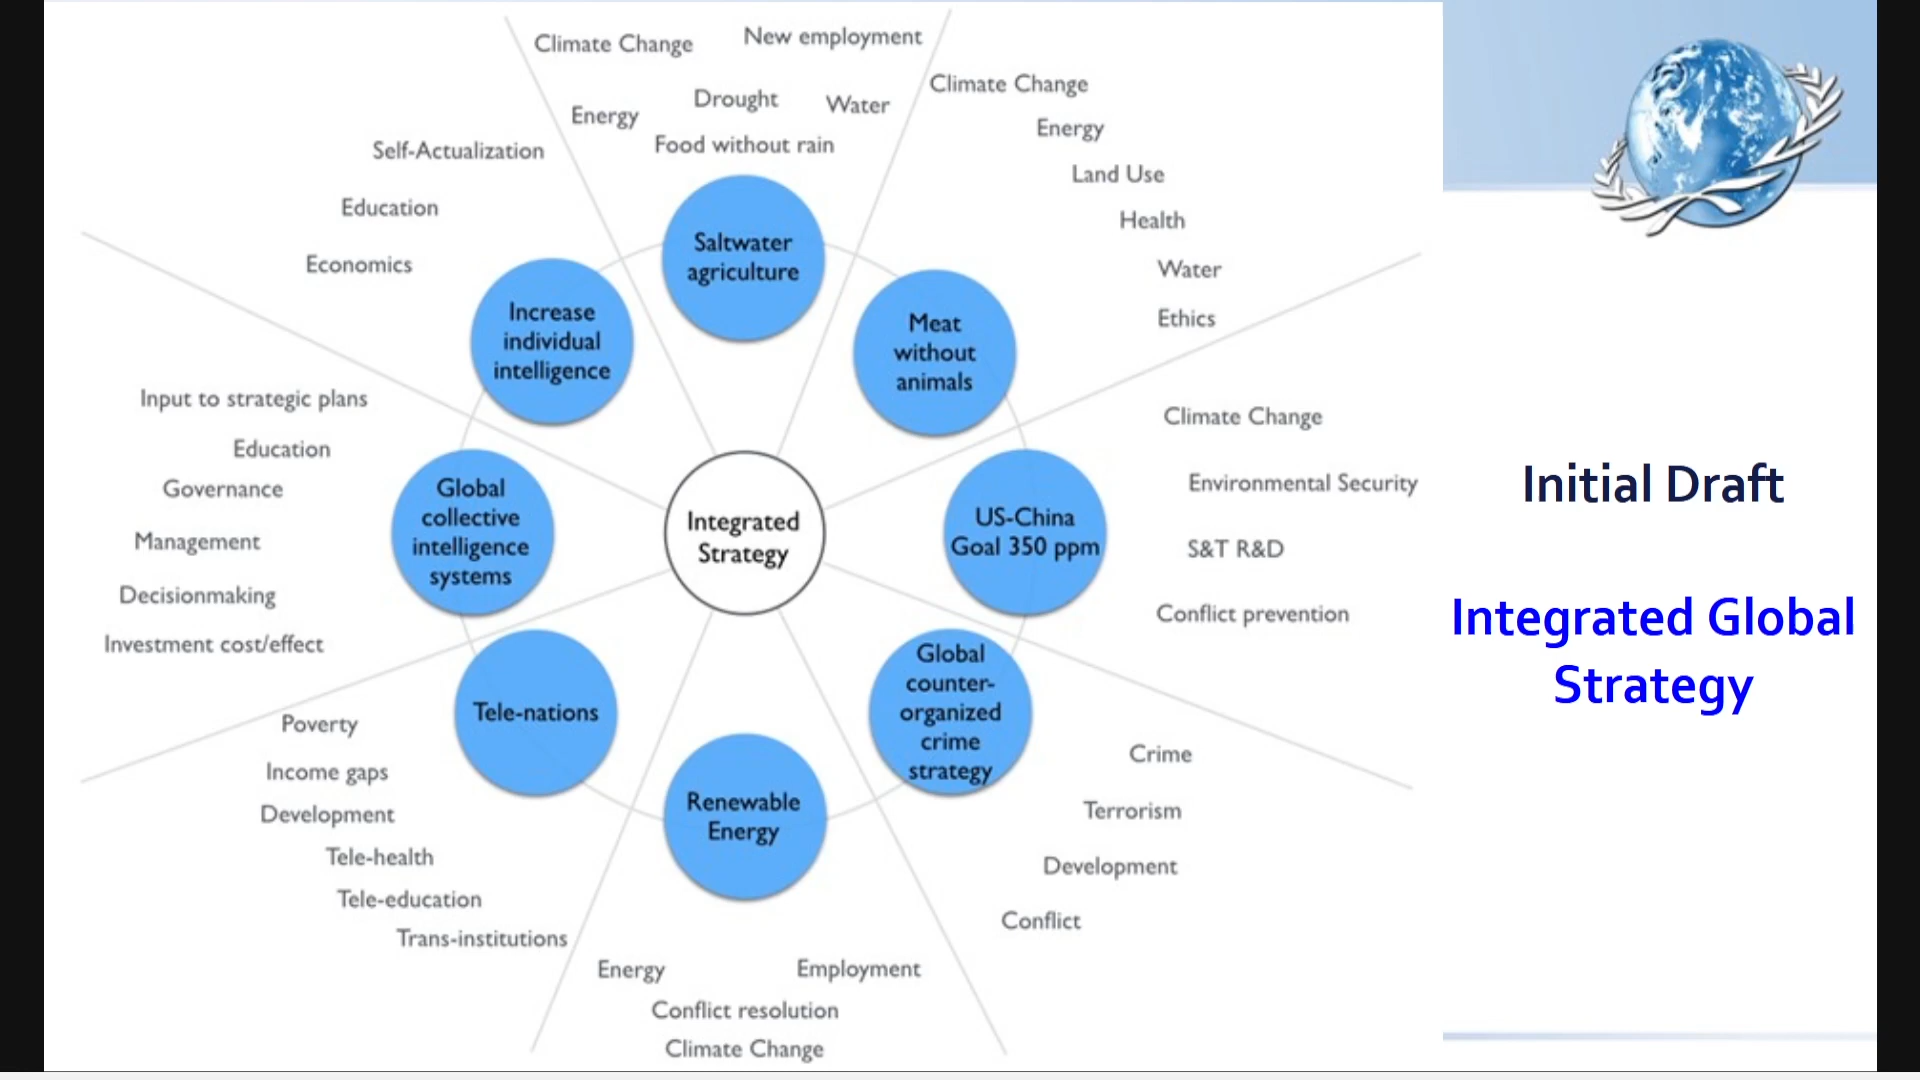 Climate Change
New employment
Energy
Drought
Water
Food without rain
Saltwater
agriculture
Climate Change
Energy
Land Use
Health
Water
Ethics
Meat
without
animals
Climate Change
Environmental Security
S&T R&D
Conflict prevention
US-China
Goal 350 ppm
Crime
Terrorism
Development
Conflict
Global
counter-
organized
crime
strategy
Renewable
Energy
Energy
Employment
Conflict resolution
Climate Change
Tele-nations
Poverty
Income gaps
Development
Tele-health
Tele-education
Trans-institutions
Global
collective
intelligence
systems
Input to strategic plans
Education
Governance
Management
Decisionmaking
Investment cost/effect
Increase
individual
intelligence
Self-Actualization
Education
Economics
Integrated
Strategy
Initial Draft
Integrated Global
Strategy